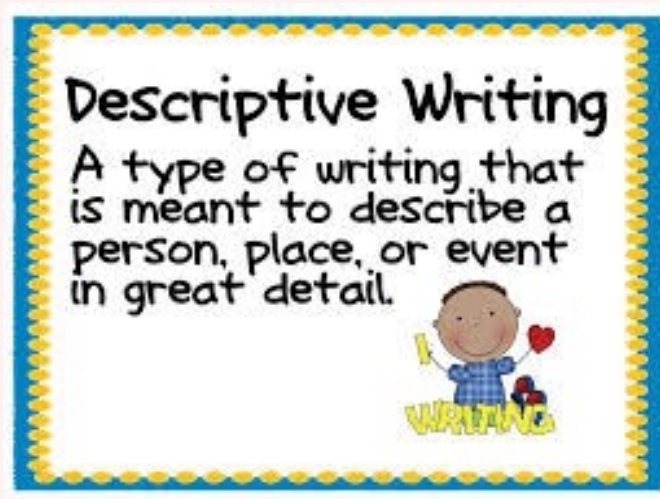 Descriptive Writing
A type of writing that
is meant to describe a
person, place, or event
in great detail.
I
WRITING